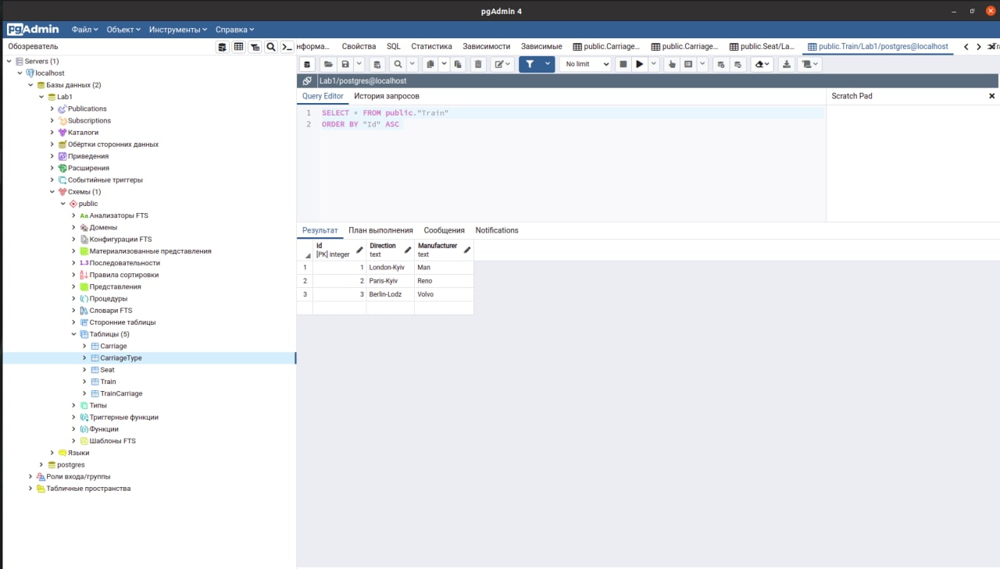 pgAdmin 4
pgAdmin Файл Объект Инструменты Справка
Обозреватель
нформа... Свойства SQL Статистика Зависимости Зависимые public.Carriage... public.Carriage... public.Seat/La... public.Train/Lab1/postgres@localhost
No limit
Lab1/postgres@localhost
Query Editor История запросов
Scratch Pad
1 SELECT * FROM public."Train"
2 ORDER BY "Id" ASC
Servers (1)
localhost
Базы данных (2)
Lab1
Publications
Subscriptions
Каталоги
Обёртки сторонних данных
Приведения
Расширения
Событийные триггеры
Схемы (1)
public
Анализаторы FTS
Домены
Конфигурации FTS
Материализованные представления
1.3 Последовательности
Правила сортировки
Представления
Процедуры
Словари FTS
Сторонние таблицы
Таблицы (5)
Carriage
CarriageType
Seat
Train
TrainCarriage
Типы
Триггерные функции
Функции
Шаблоны FTS
Языки
postgres
Роли входа/группы
Табличные пространства
Результат План выполнения Сообщения Notifications
Id Direction Manufacturer
[PK] integer text text
1 1 London-Kyiv Man
2 2 Paris-Kyiv Reno
3 3 Berlin-Lodz Volvo